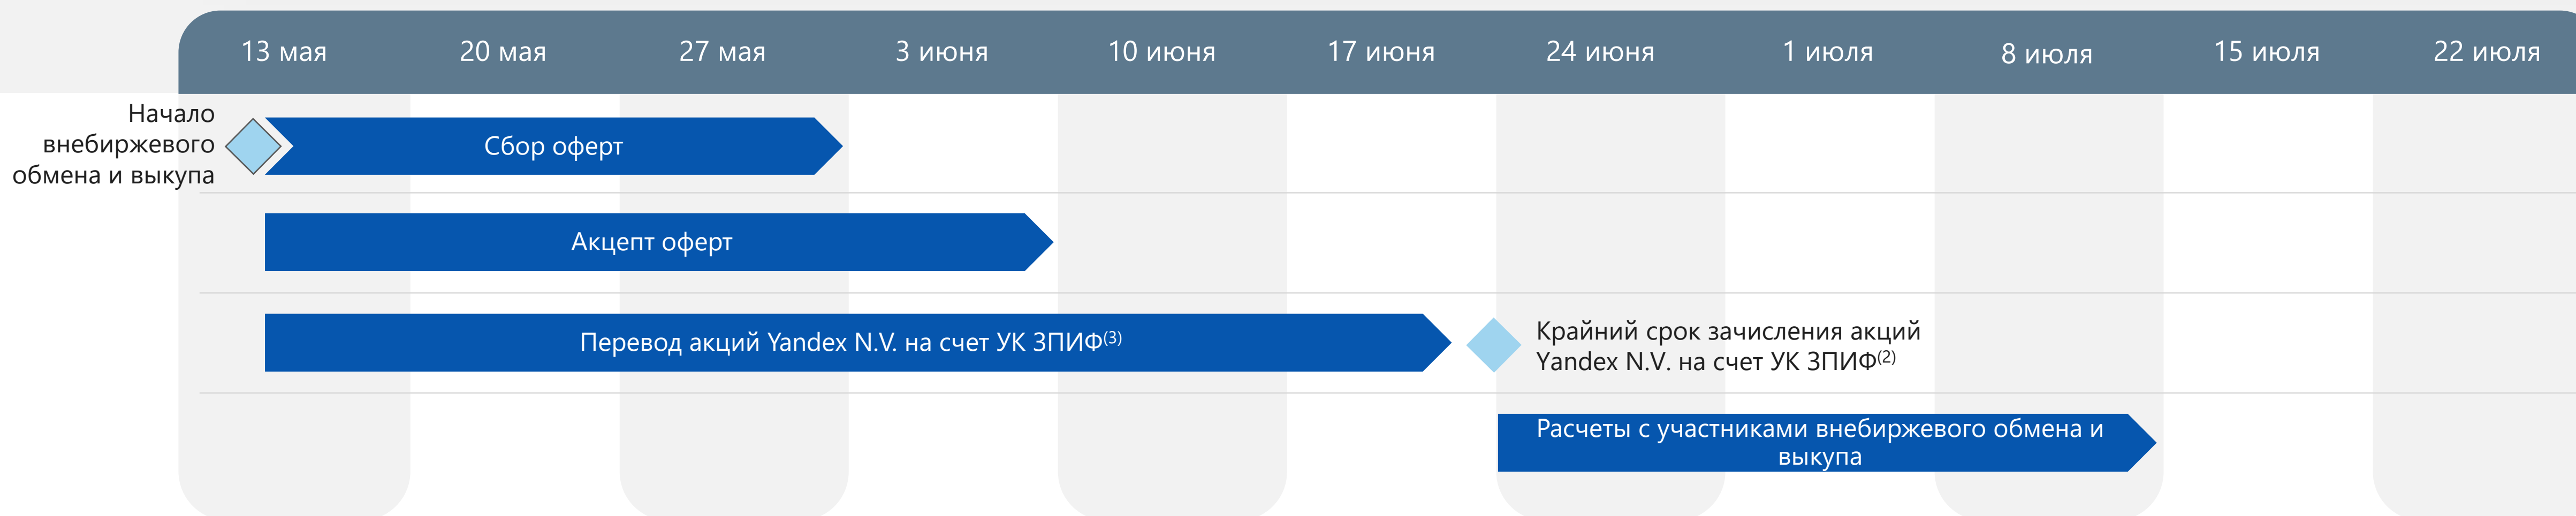 13 мая 20 мая 27 мая 3 июня 10 июня 17 июня 24 июня 1 июля 8 июля 15 июля 22 июля
Начало
внебиржевого
обмена и выкупа
Сбор оферт
Акцепт оферт
Перевод акций Yandex N.V. на счет УК ЗПИФ(3)
Крайний срок зачисления акций
Yandex N.V. на счет УК ЗПИФ(2)
Расчеты с участниками внебиржевого обмена и
выкупа